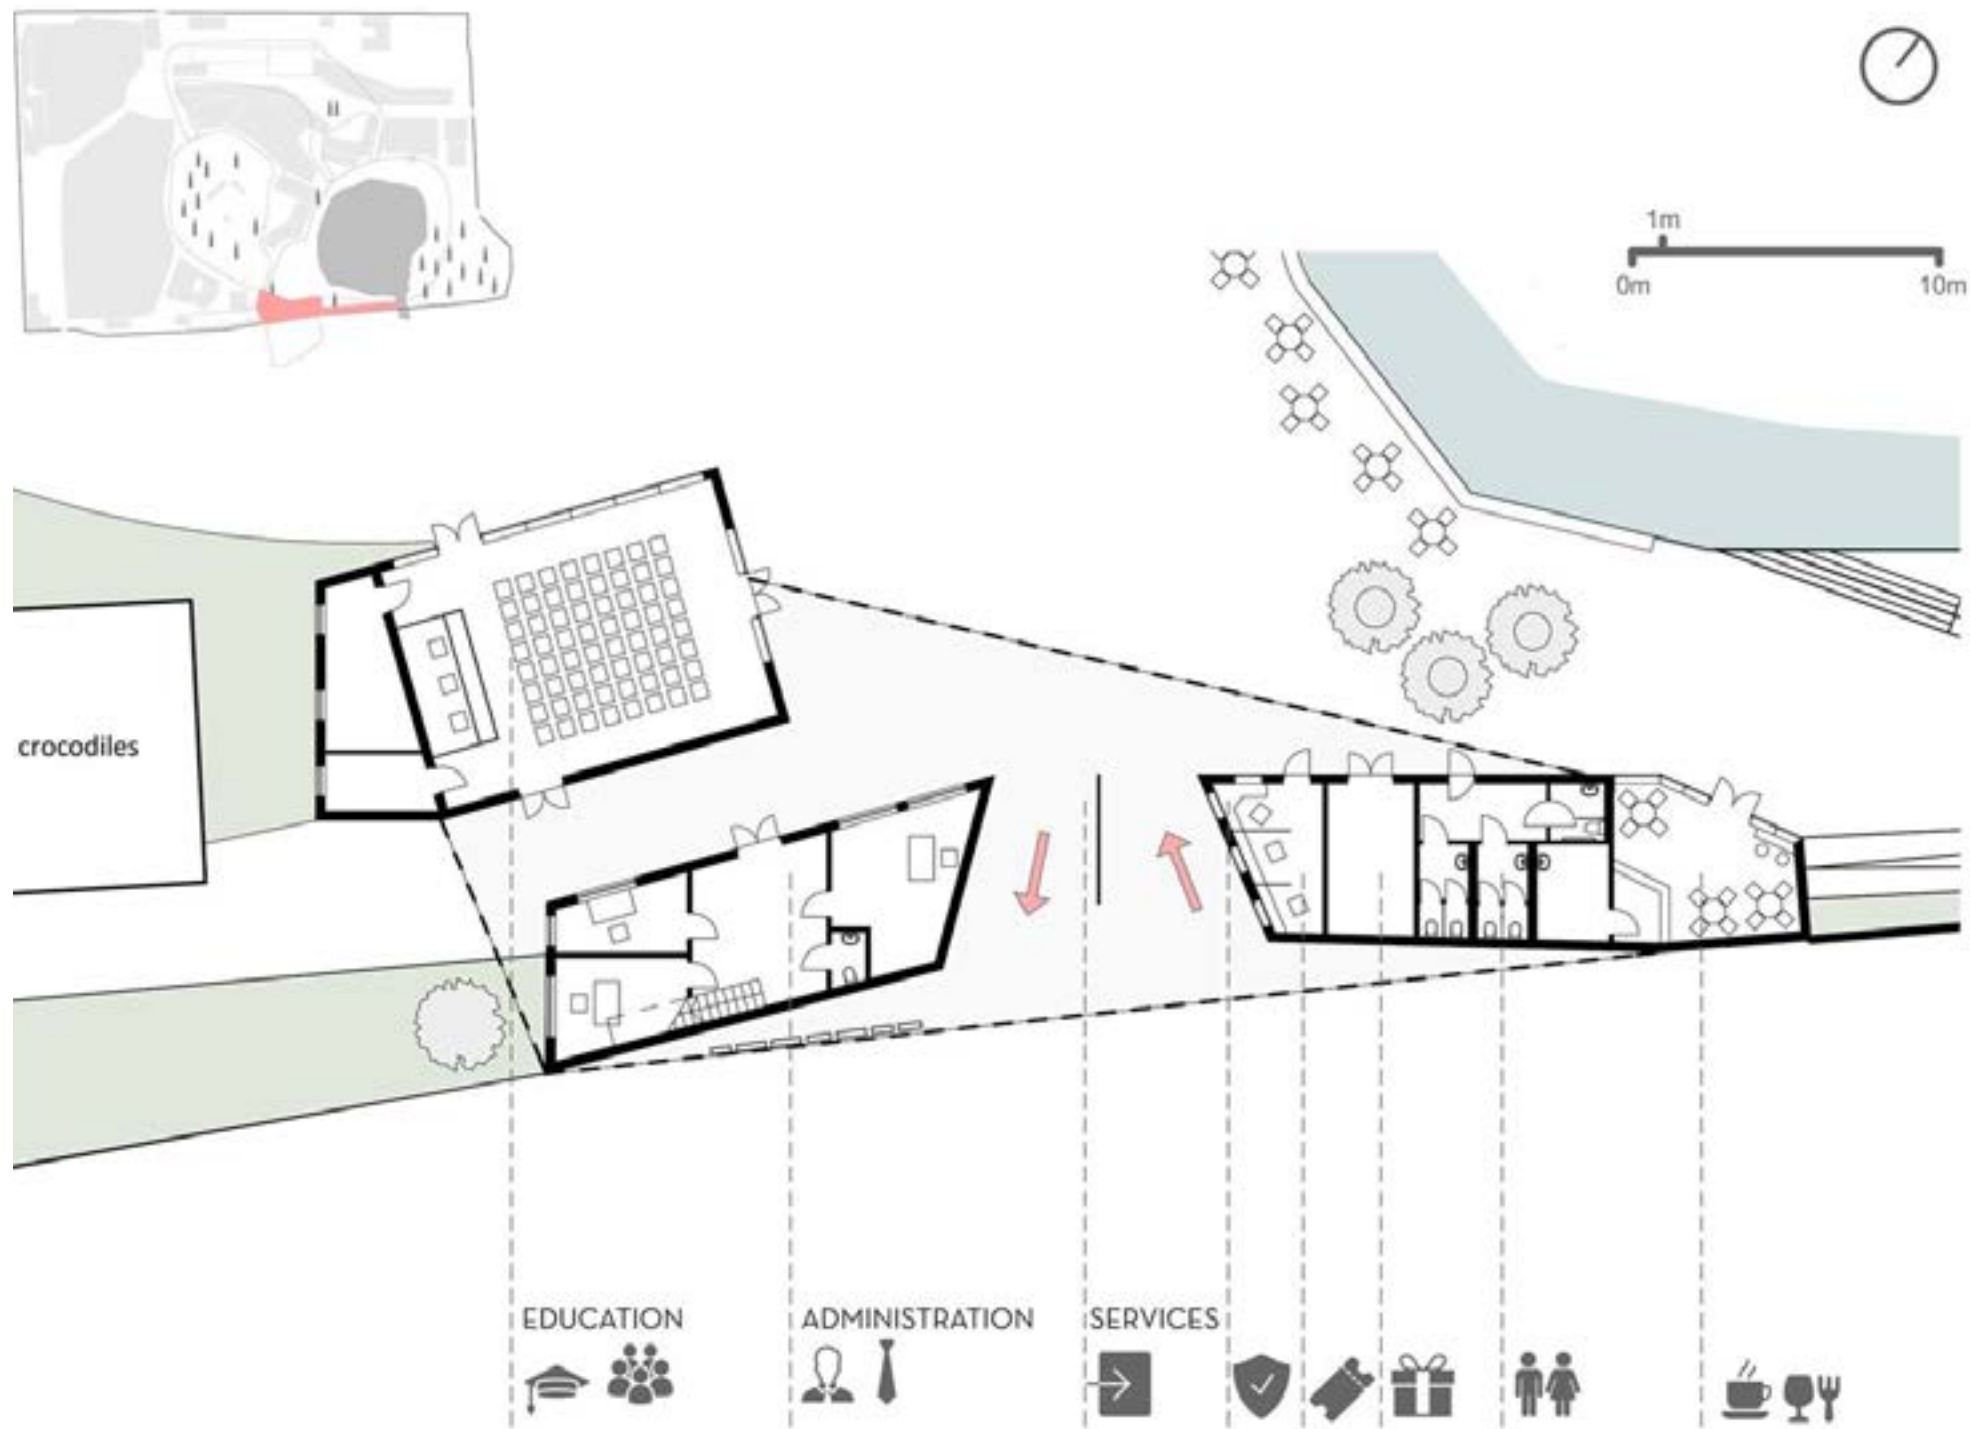 1m
0m
10m
crocodiles
EDUCATION
ADMINISTRATION
SERVICES